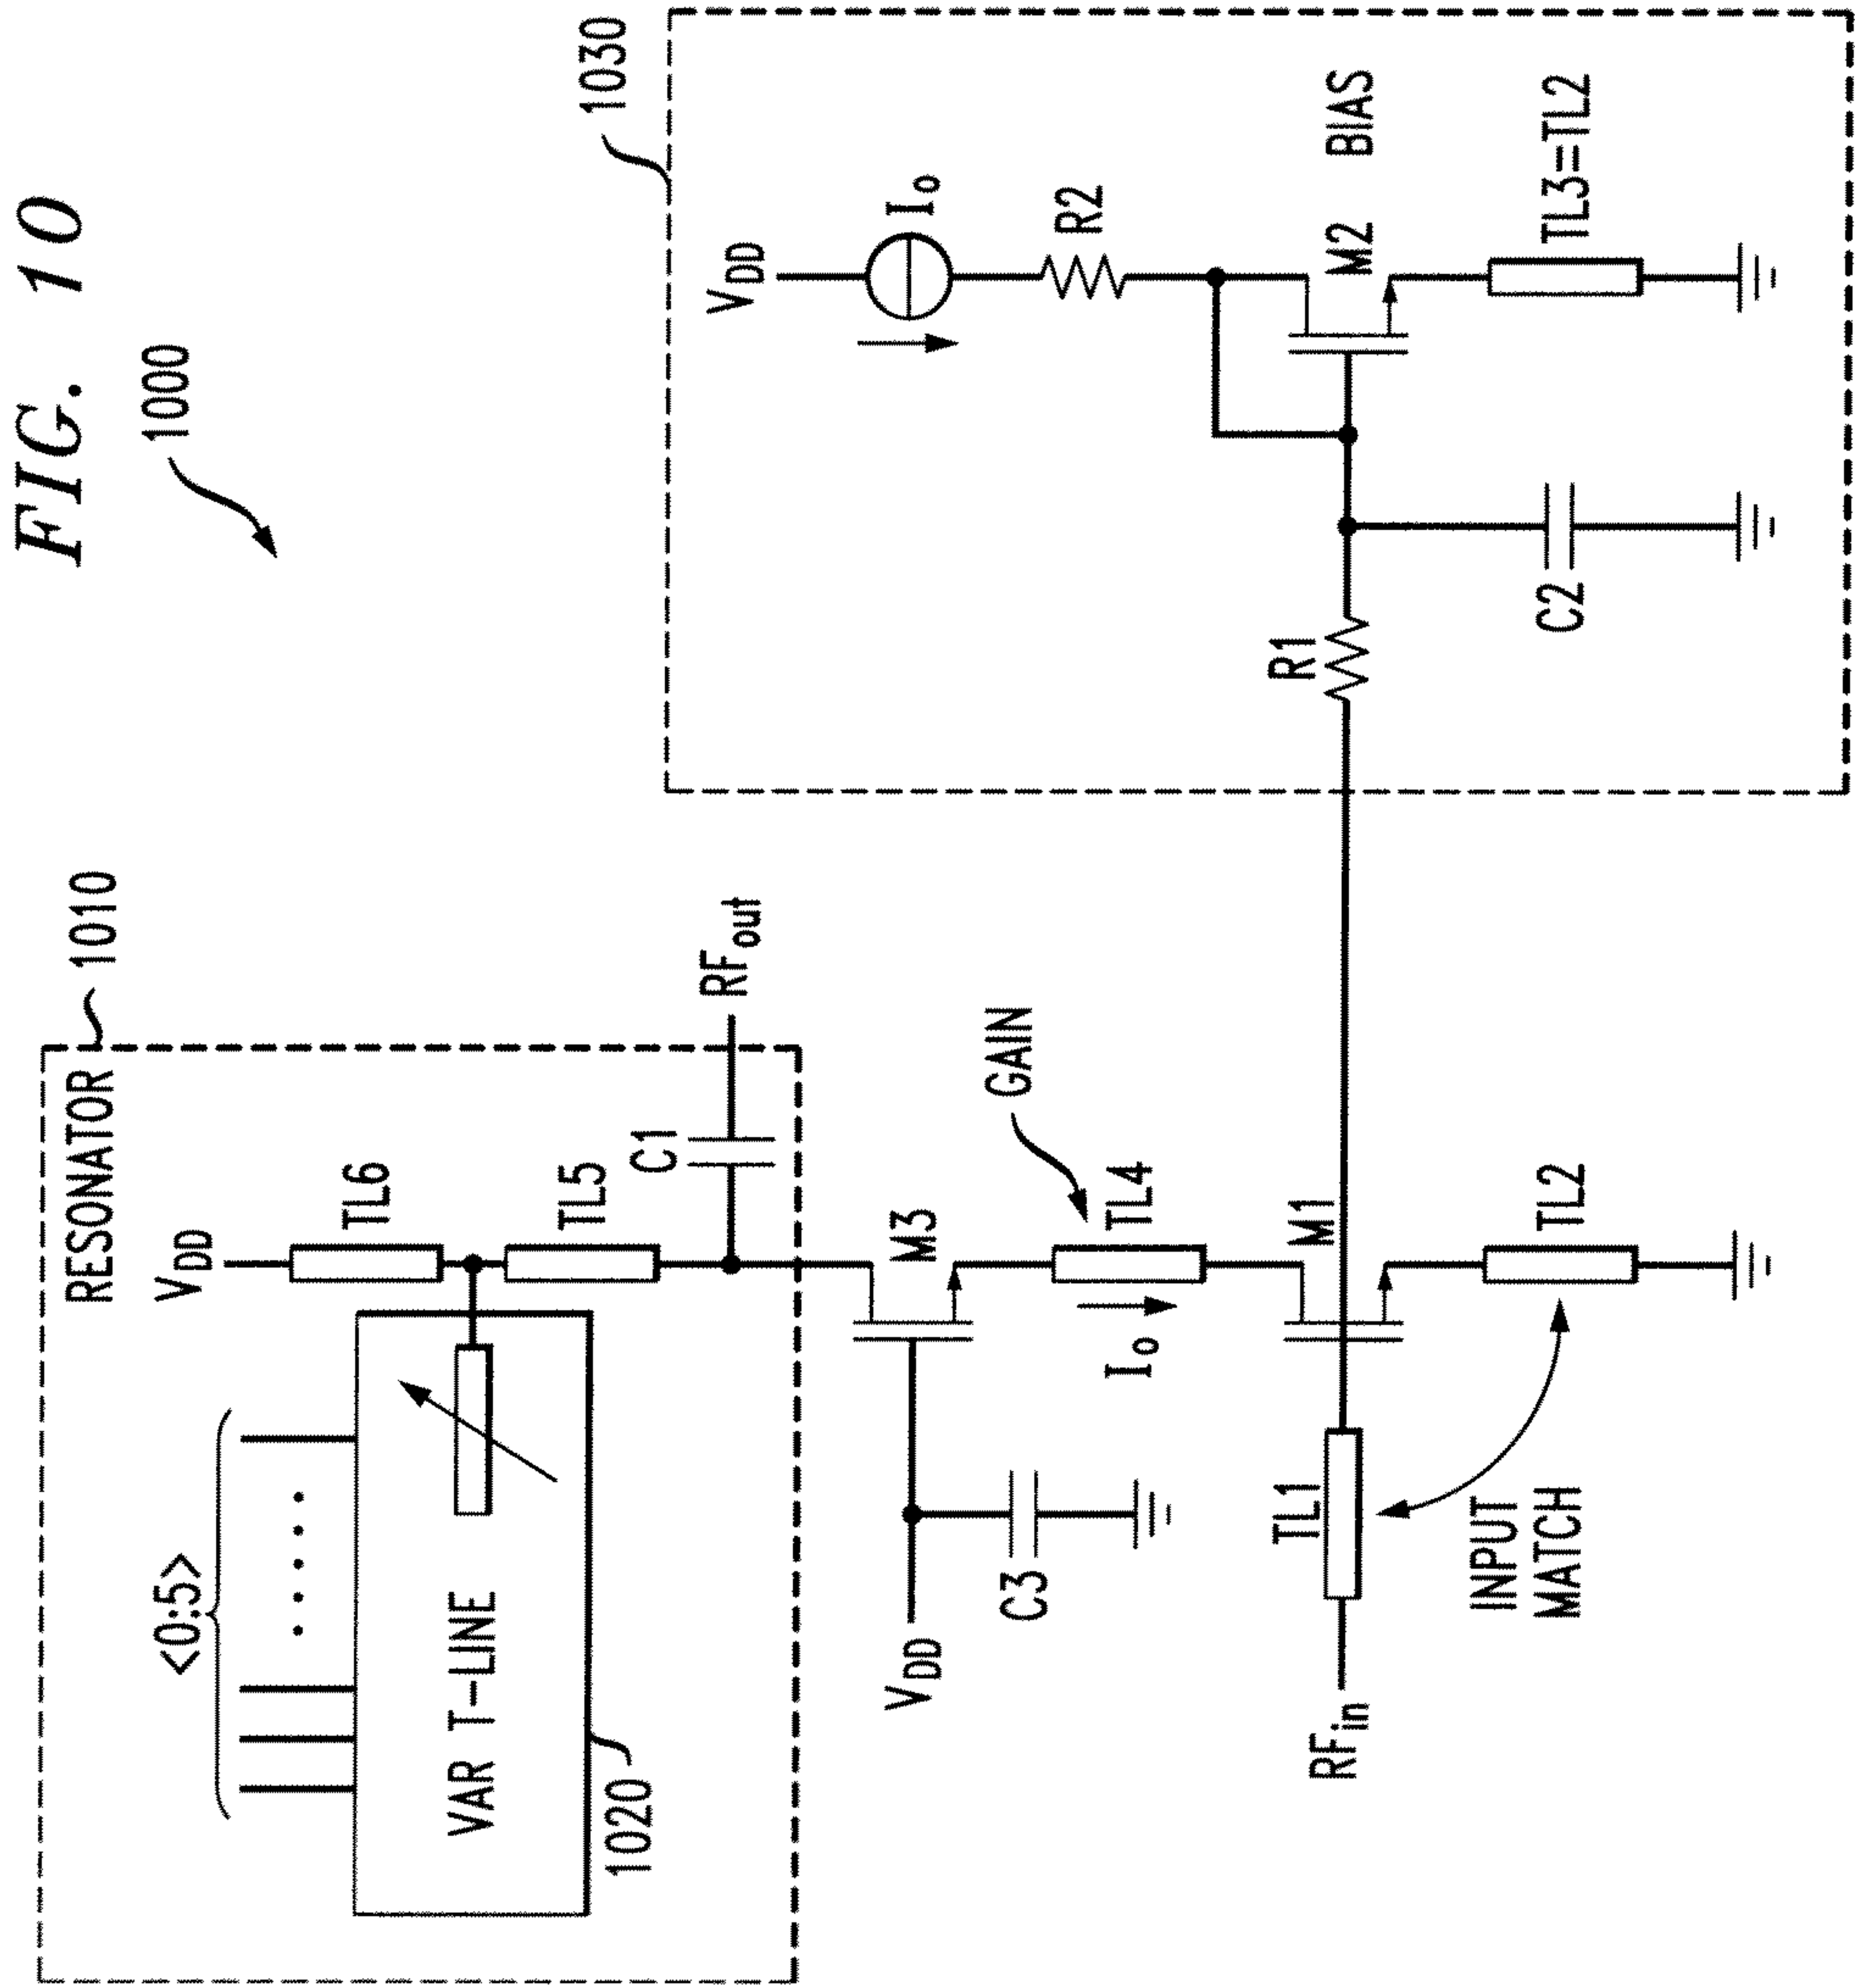 FIG. 10
1000
1010
RESONATOR
<0:5>
VDD
TL6
VAR T-LINE
TL5
1020
C1
RFout
VDD
M3
C3
GAIN
TL4
Io
RFin
TL1
M1
INPUT
MATCH
TL2
1030
VDD
Io
R2
R1
M2
BIAS
C2
TL3=TL2